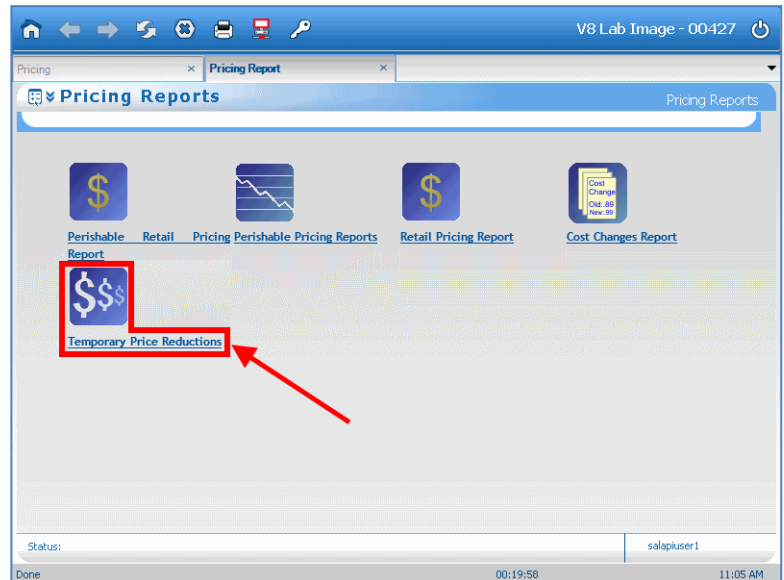 V8 Lab Image - 00427
Pricing × Pricing Report ×
Pricing Reports Pricing Reports
$ $ Cost
Change
Old:.89
New:.99
Perishable Retail Pricing Perishable Pricing Reports Retail Pricing Report Cost Changes Report
Report
$$$
Temporary Price Reductions
Status: salapiuser1
Done 00:19:58 11:05 AM